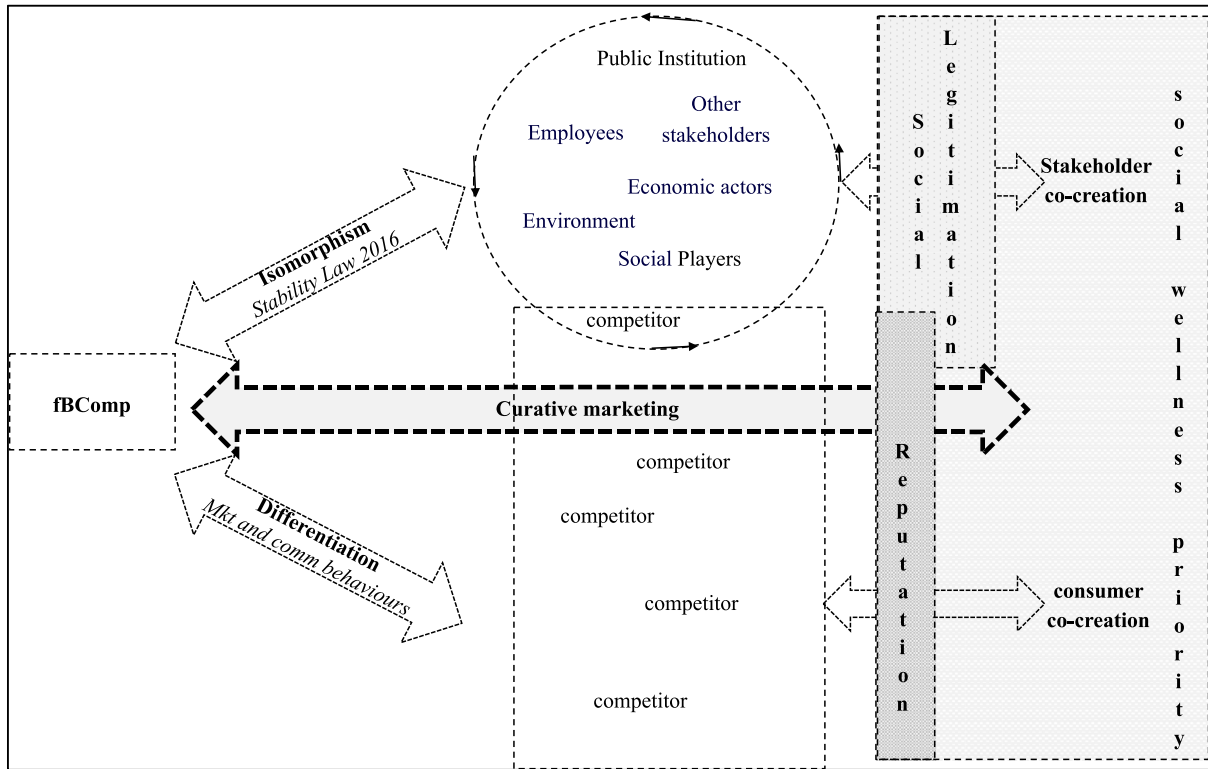 Public Institution
Other
stakeholders
Employees
Economic actors
Environment
Social Players
competitor
Isomorphism
Stability Law 2016
fBComp
Curative marketing
Differentiation
Mkt and comm behaviours
competitor
competitor
competitor
competitor
Social
Legitimation
Reputation
Stakeholder
co-creation
consumer
co-creation
social wellness priority